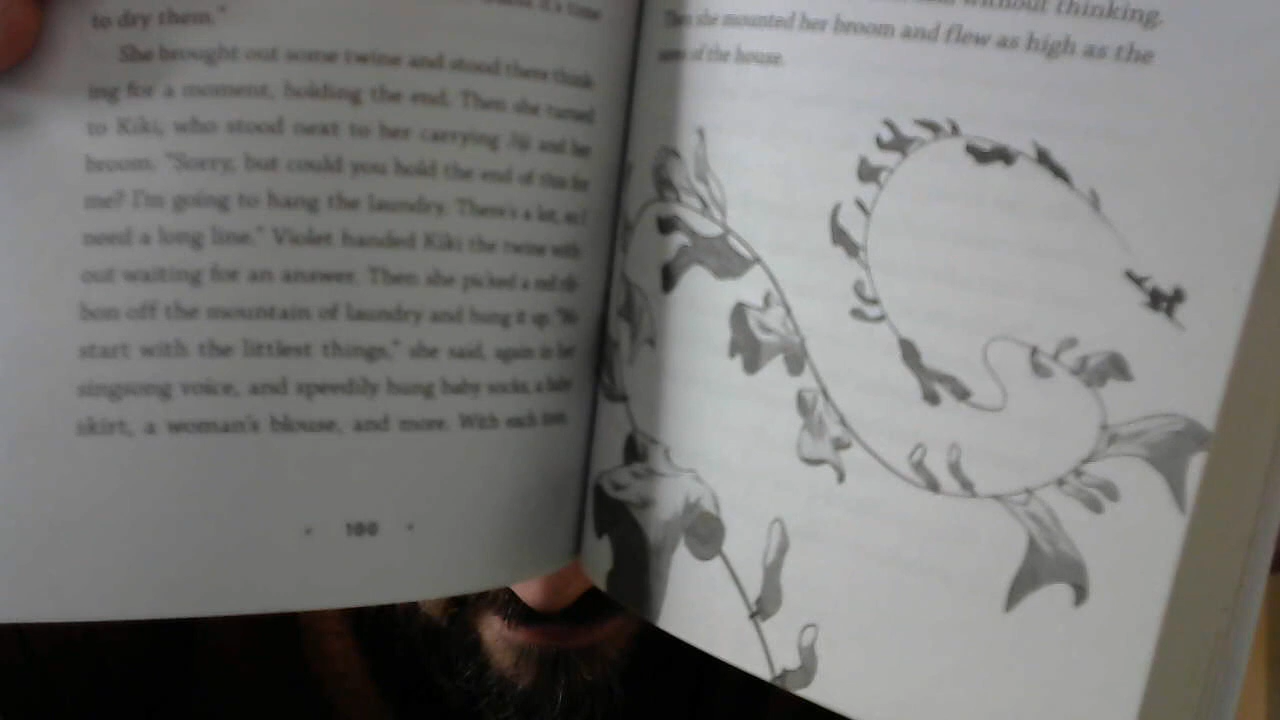 to dry them."
She brought out some twine and stood there think-
ing for a moment, holding the end. Then she turned
to Kiki, who stood next to her carrying Jiji and her
broom. "Sorry, but could you hold the end of this for
me? I'm going to hang the laundry. There's a lot, so I
need a long line." Violet handed Kiki the twine with-
out waiting for an answer. Then she picked a red rib-
bon off the mountain of laundry and hung it up. "We
start with the littlest things," she said, again in her
singsong voice, and speedily hung baby socks, a baby
skirt, a woman's blouse, and more. With each item
180
without thinking.
Then she mounted her broom and flew as high as the
of the house.